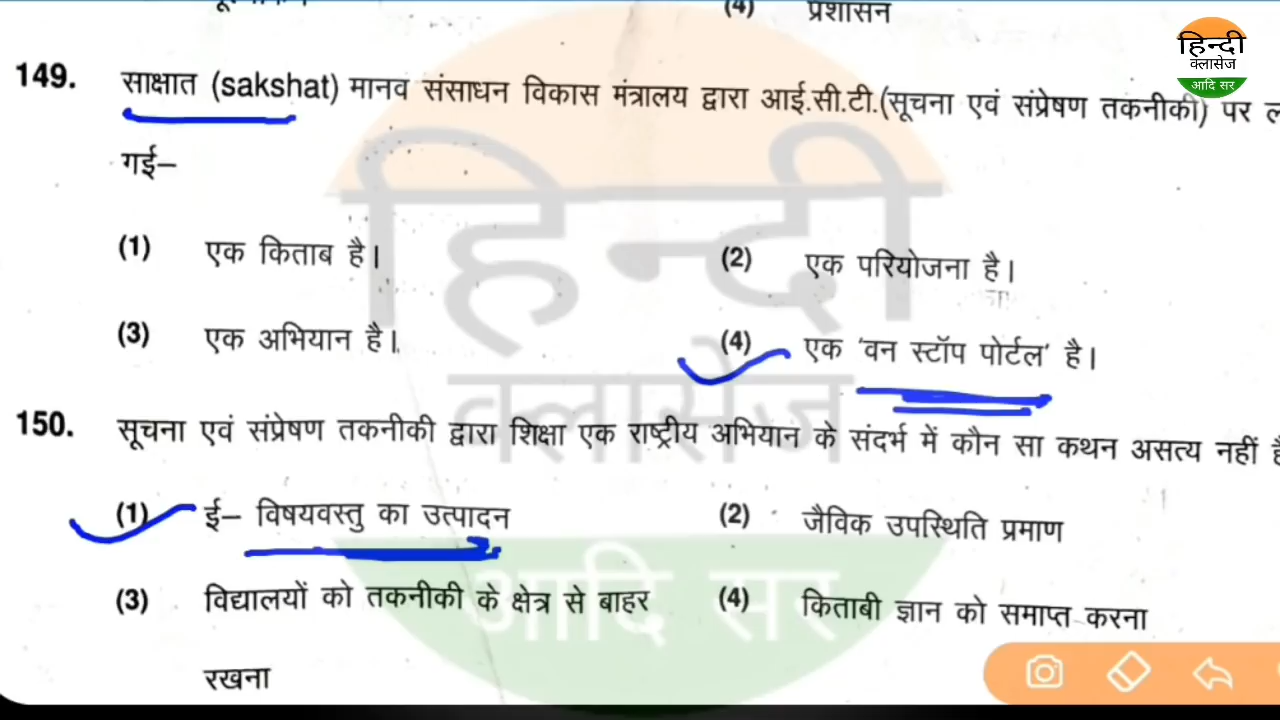 (4) प्रशासन
हिन्दी
क्लासेज
आदि सर
149. साक्षात (sakshat) मानव संसाधन विकास मंत्रालय द्वारा आई.सी.टी.(सूचना एवं संप्रेषण तकनीकी) पर
गई–
(1) एक किताब है। (2) एक परियोजना है।
(3) एक अभियान है। (4) एक ‘वन स्टॉप पोर्टल’ है।
150. सूचना एवं संप्रेषण तकनीकी द्वारा शिक्षा एक राष्ट्रीय अभियान के संदर्भ में कौन सा कथन असत्य नहीं
(1) ई– विषयवस्तु का उत्पादन (2) जैविक उपस्थिति प्रमाण
(3) विद्यालयों को तकनीकी के क्षेत्र से बाहर (4) किताबी ज्ञान को समाप्त करना
रखना
हिन्दी
क्लासेज
आदि सर